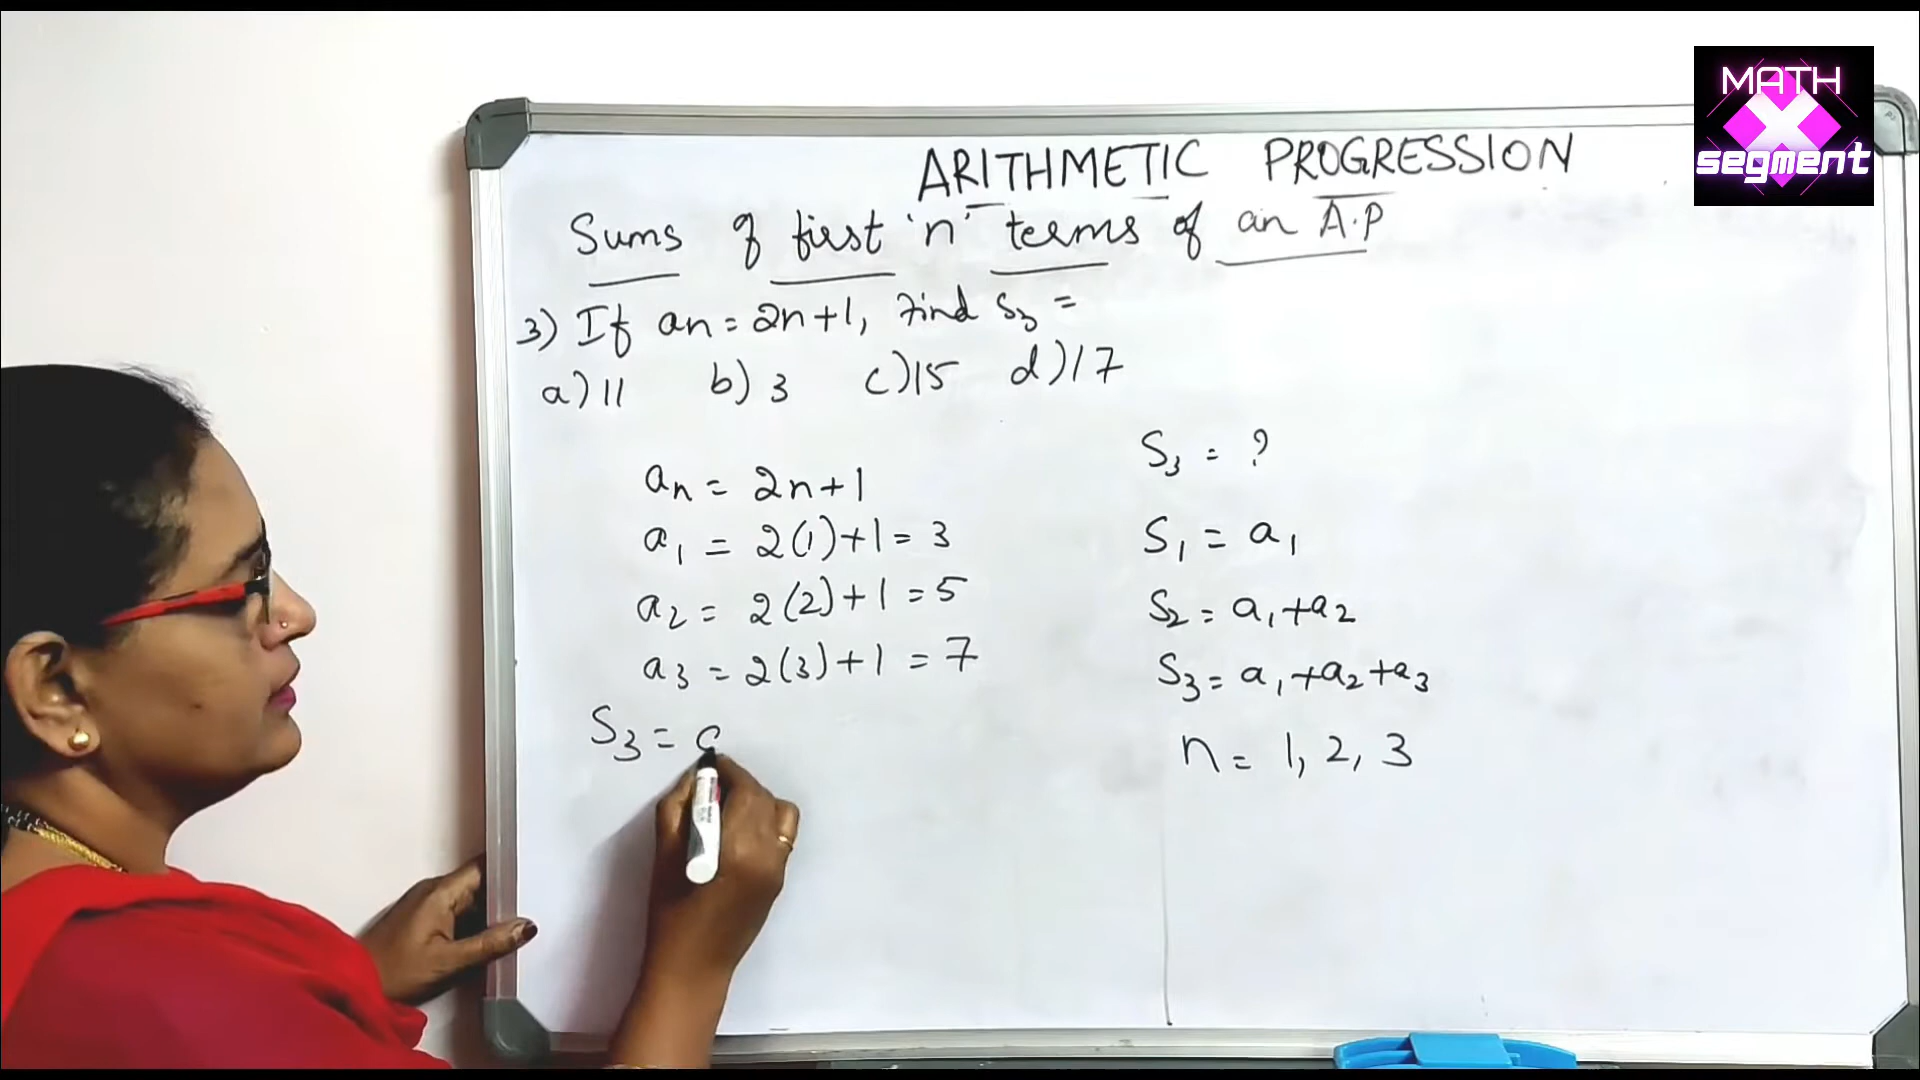 MATH
segment
ARITHMETIC PROGRESSION
Sums of first 'n' terms of an A.P
3) If an = 2n+1, Find S3 =
a) 11 b) 3 c) 15 d) 17
an = 2n+1
a1 = 2(1)+1 = 3
a2 = 2(2)+1 = 5
a3 = 2(3)+1 = 7
S3 = a
S3 = ?
S1 = a1
S2 = a1+a2
S3 = a1+a2+a3
n = 1, 2, 3